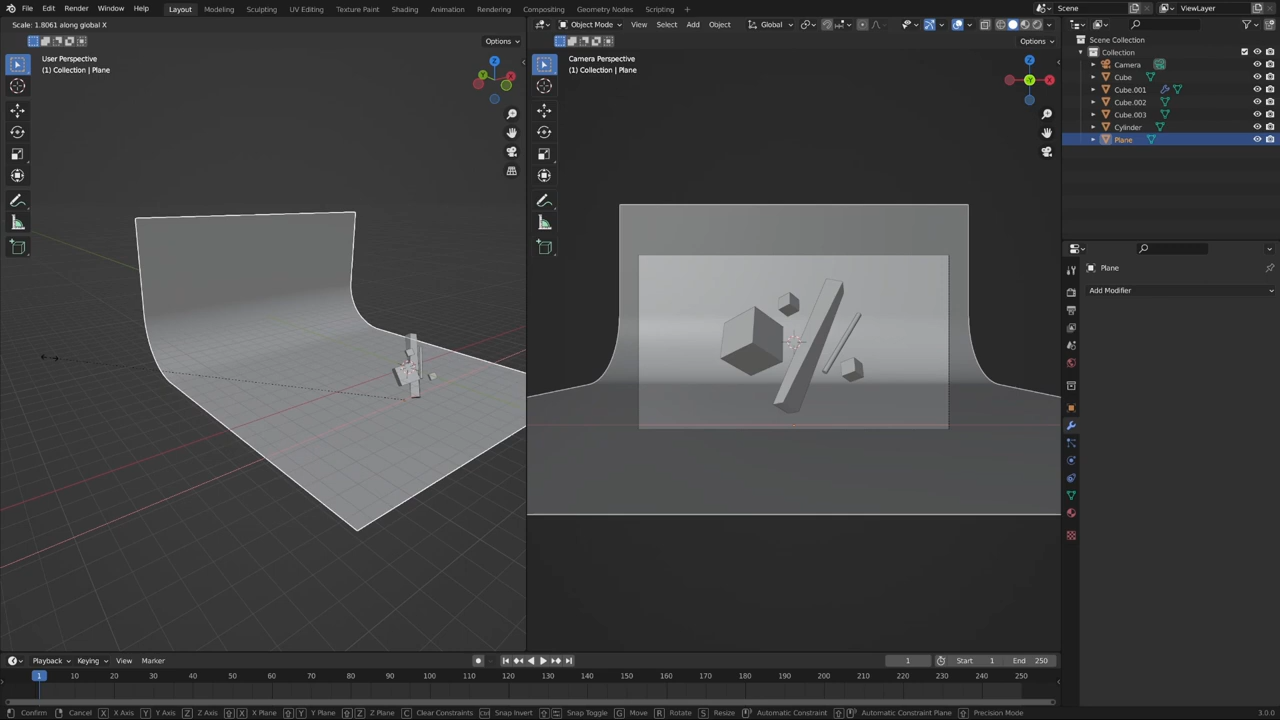 File Edit Render Window Help Layout Modeling Sculpting UV Editing Texture Paint Shading Animation Rendering Compositing Geometry Nodes Scripting Scene ViewLayer
Scale: 1.8061 along global X
Object Mode View Select Add Object Global
Options
Options
User Perspective
(1) Collection | Plane
Camera Perspective
(1) Collection | Plane
Z
X
Y
Z
X
Y
Scene Collection
Collection
Camera
Cube
Cube.001
Cube.002
Cube.003
Cylinder
Plane
Plane
Add Modifier
Playback Keying View Marker 1 Start 1 End 250
1 10 20 30 40 50 60 70 80 90 100 110 120 130 140 150 160 170 180 190 200 210 220 230 240 250
Confirm Cancel X X Axis Y Y Axis Z Z Axis X X Plane Y Y Plane Z Z Plane C Clear Constraints Ctrl Snap Invert Snap Toggle G Move R Rotate S Resize Automatic Constraint Automatic Constraint Plane Precision Mode 3.0.0